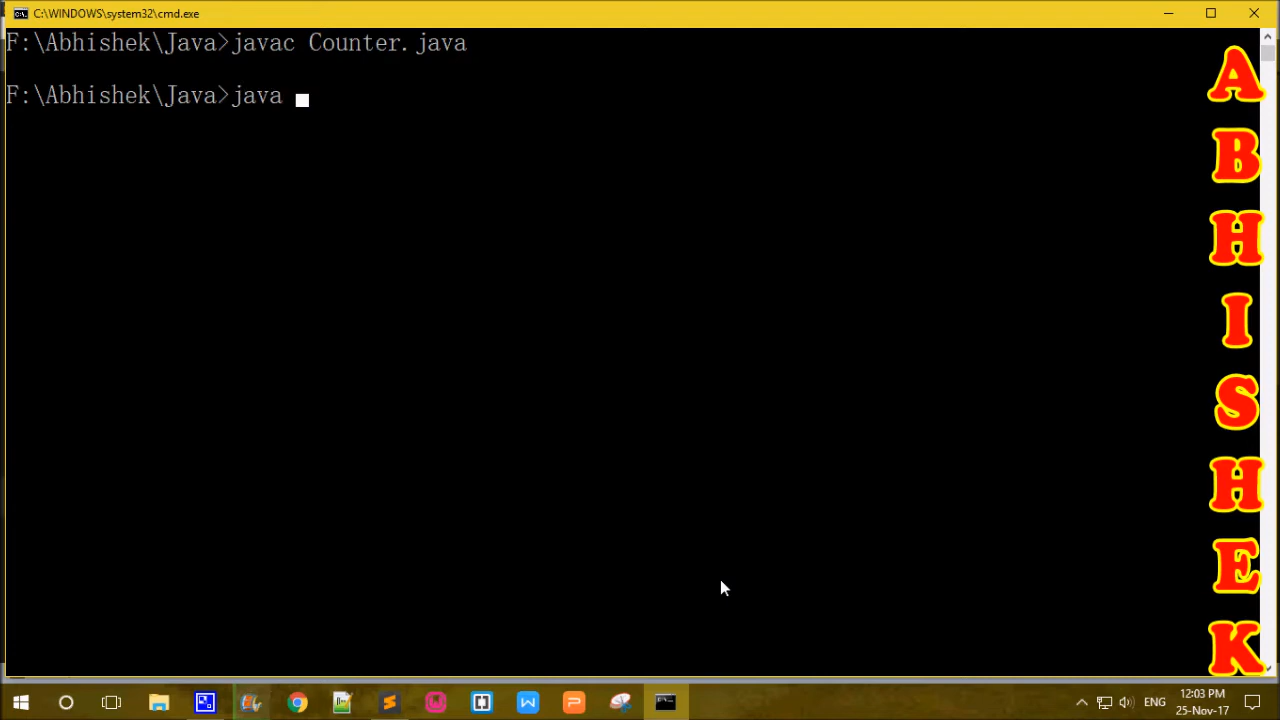 C:\WINDOWS\system32\cmd.exe
F:\Abhishek\Java>javac Counter.java
F:\Abhishek\Java>java
A
B
H
I
S
H
E
K
ENG
12:03 PM
25-Nov-17